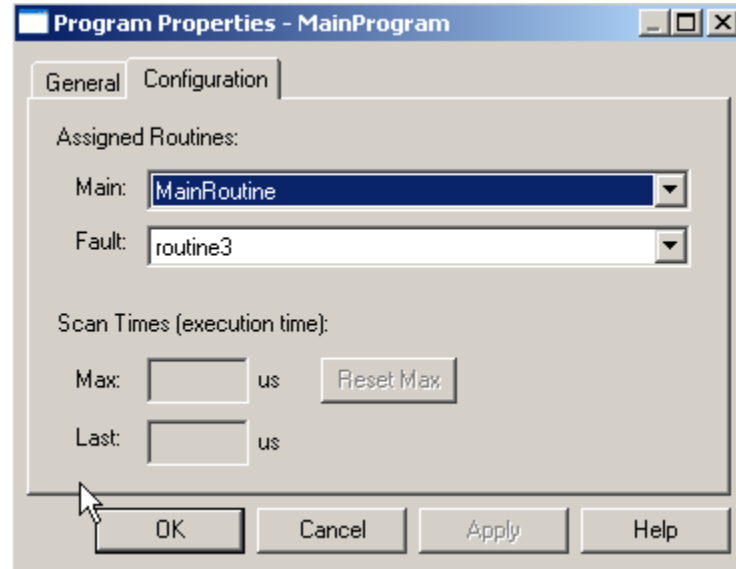 Program Properties - MainProgram
General Configuration
Assigned Routines:
Main: MainRoutine
Fault: routine3
Scan Times (execution time):
Max: us Reset Max
Last: us
OK Cancel Apply Help